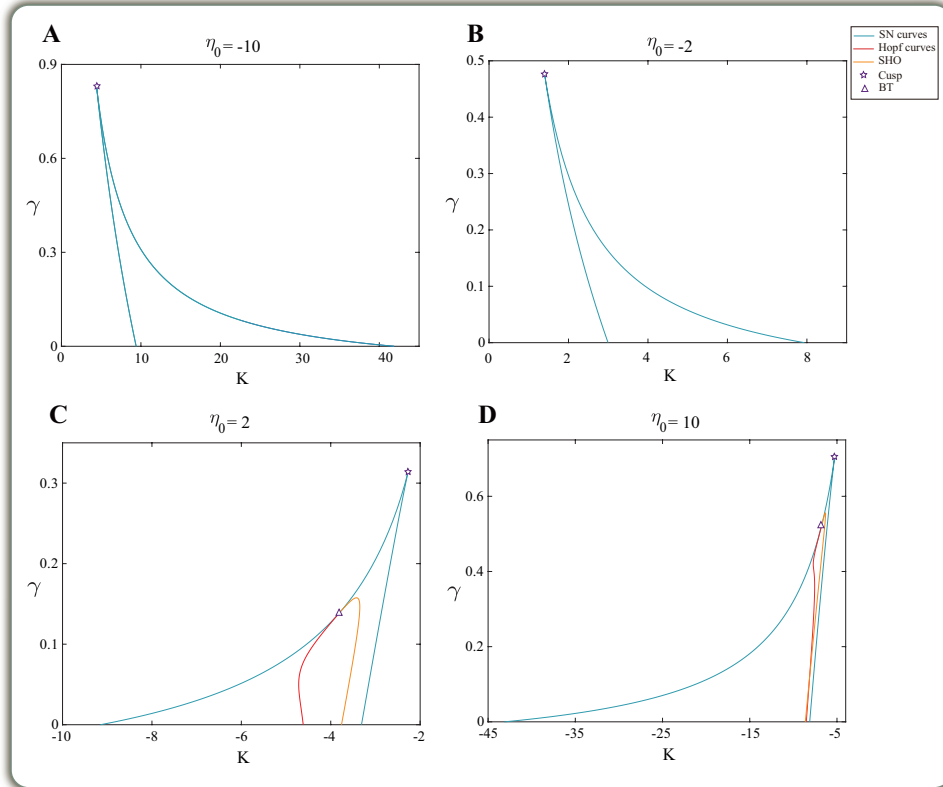 A
η0= -10
0.9
0.6
0.3
0
γ
0
10
20
30
40
K
B
η0= -2
0.5
0.4
0.3
0.2
0.1
0
γ
0
2
4
6
8
K
SN curves
Hopf curves
SHO
Cusp
BT
C
η0= 2
0.3
0.2
0.1
0
γ
-10
-8
-6
-4
-2
K
D
η0= 10
0.6
0.4
0.2
0
γ
-45
-35
-25
-15
-5
K